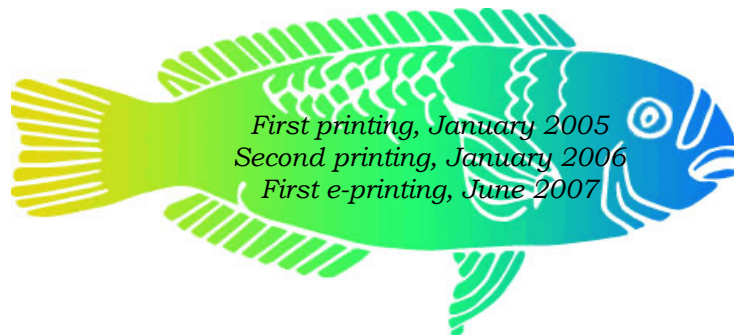 First printing, January 2005
Second printing, January 2006
First e-printing, June 2007